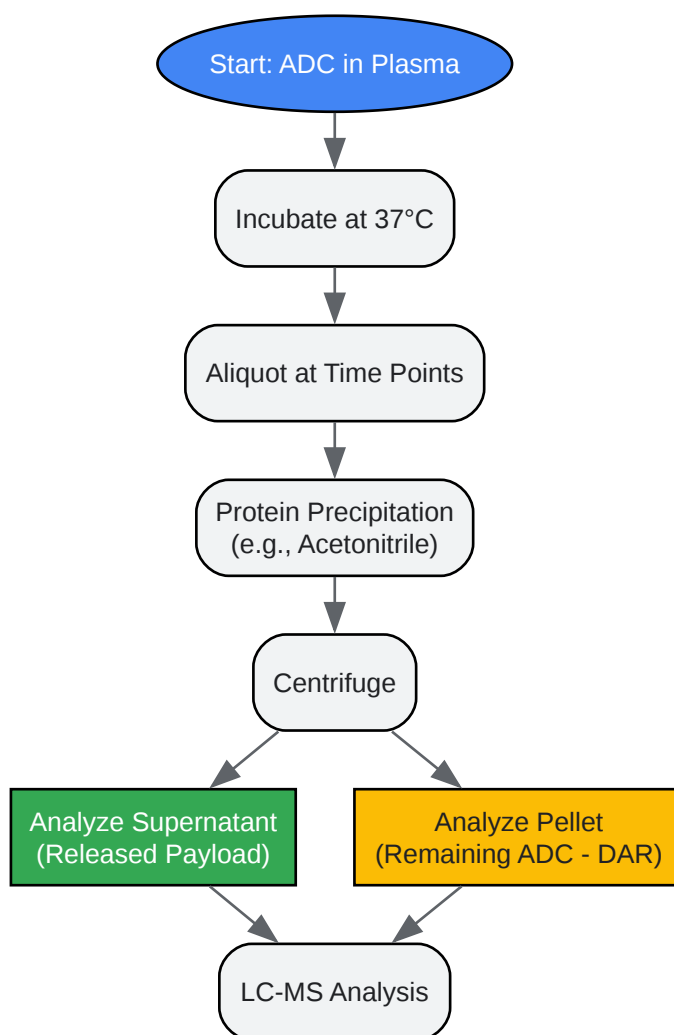 Start: ADC in Plasma
Incubate at 37°C
Aliquot at Time Points
Protein Precipitation
(e.g., Acetonitrile)
Centrifuge
Analyze Supernatant
(Released Payload)
Analyze Pellet
(Remaining ADC - DAR)
LC-MS Analysis